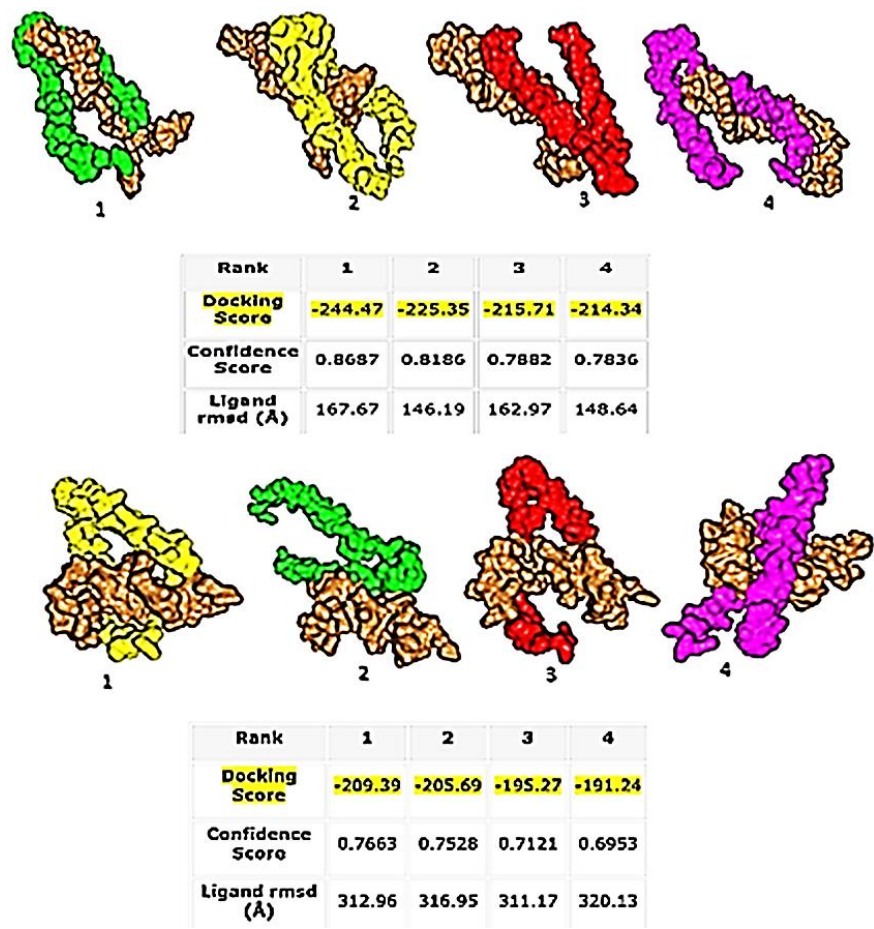 1
2
3
4
Rank 1 2 3 4
Docking
Score -244.47 -225.35 -215.71 -214.34
Confidence
Score 0.8687 0.8186 0.7882 0.7836
Ligand
rmsd (Å) 167.67 146.19 162.97 148.64
1
2
3
4
Rank 1 2 3 4
Docking
Score -209.39 -205.69 -195.27 -191.24
Confidence
Score 0.7663 0.7528 0.7121 0.6953
Ligand rmsd
(Å) 312.96 316.95 311.17 320.13